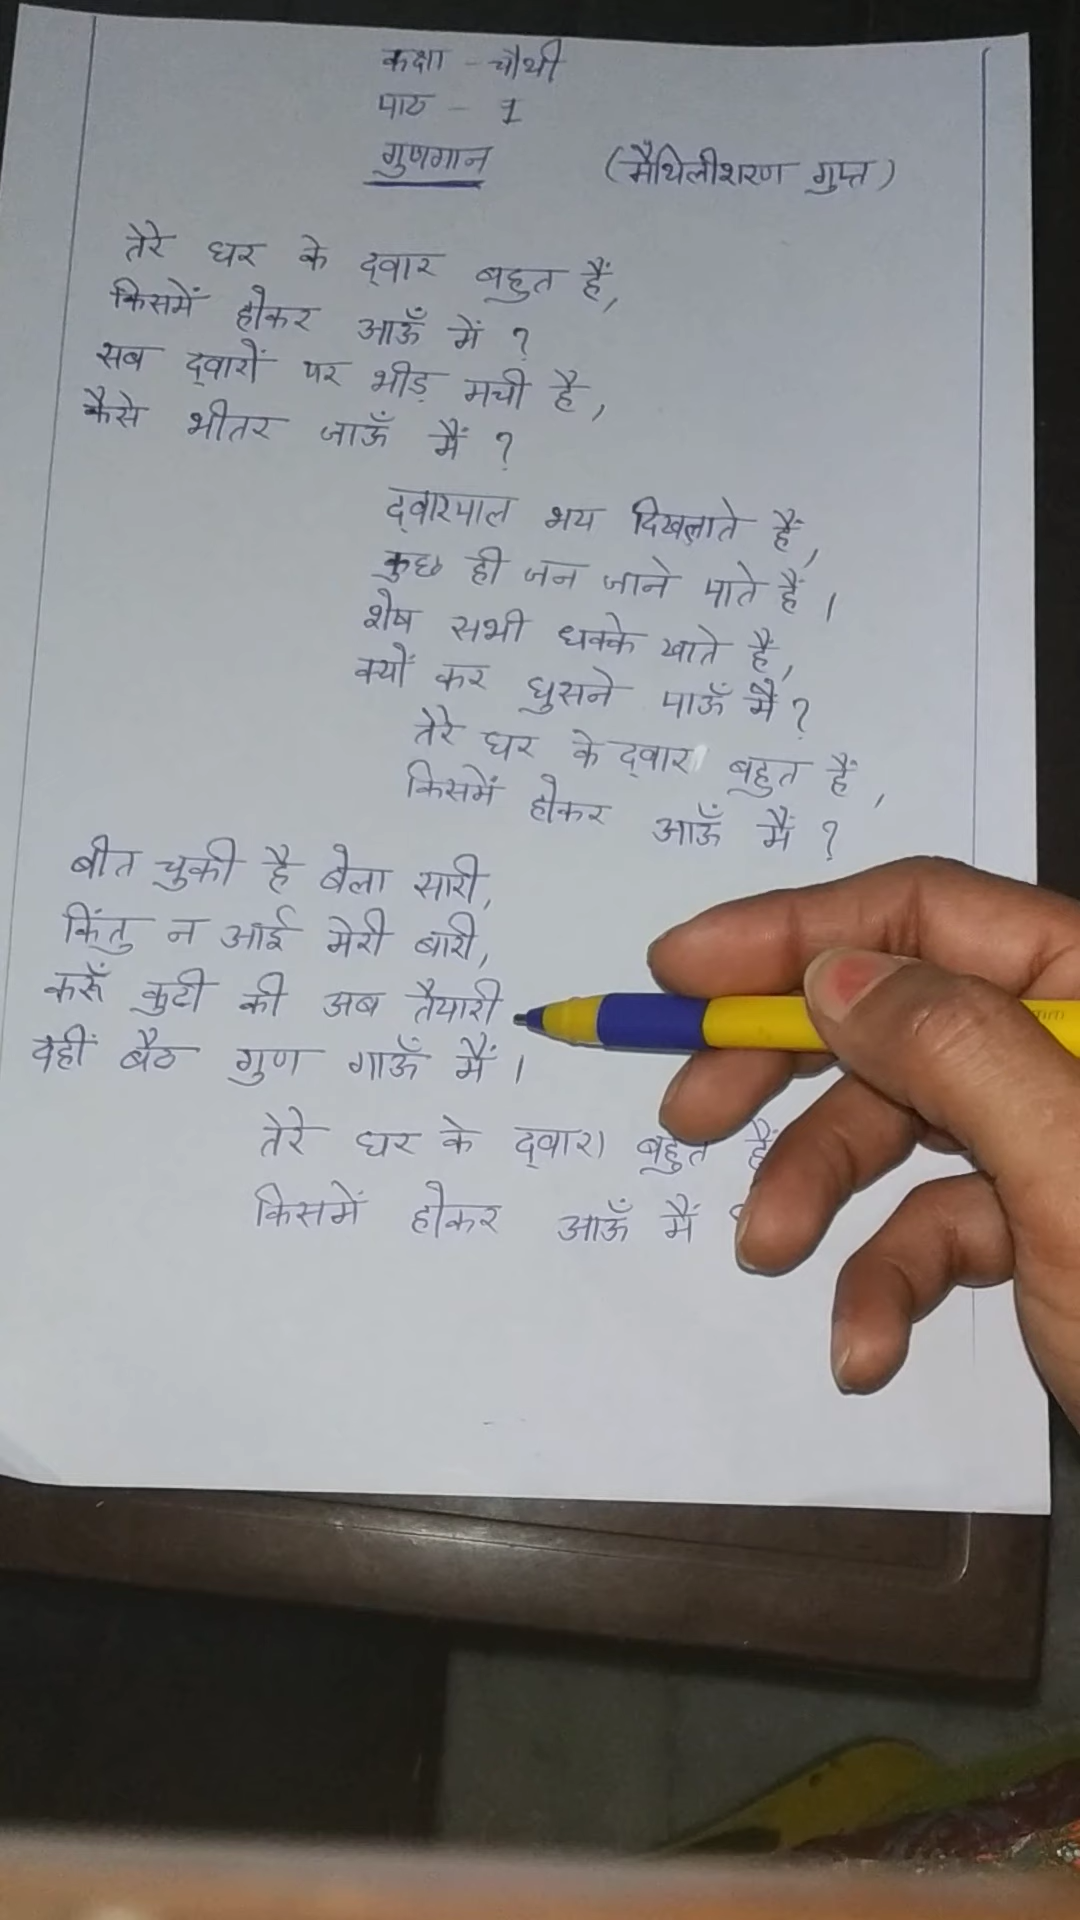 कक्षा - चौथी
पाठ - 1
गुणगान (मैथिलीशरण गुप्त)
तेरे घर के द्‌वार बहुत हैं,
किसमें होकर आऊँ में ?
सब द्‌वारों पर भीड़ मची है,
कैसे भीतर जाऊँ मैं ?
द्‌वारपाल भय दिखलाते हैं,
कुछ ही जन जाने पाते हैं ।
शेष सभी धक्के खाते हैं,
क्यों कर घुसने पाऊँ मैं ?
तेरे घर के द्‌वार बहुत हैं ,
किसमें होकर आऊँ मैं ?
बीत चुकी है बेला सारी,
किंतु न आई मेरी बारी,
करूँ कुटी की अब तैयारी
वहीं बैठ गुण गाऊँ मैं ।
तेरे घर के द्‌वार। बहुत हैं
किसमें होकर आऊँ मैं ?